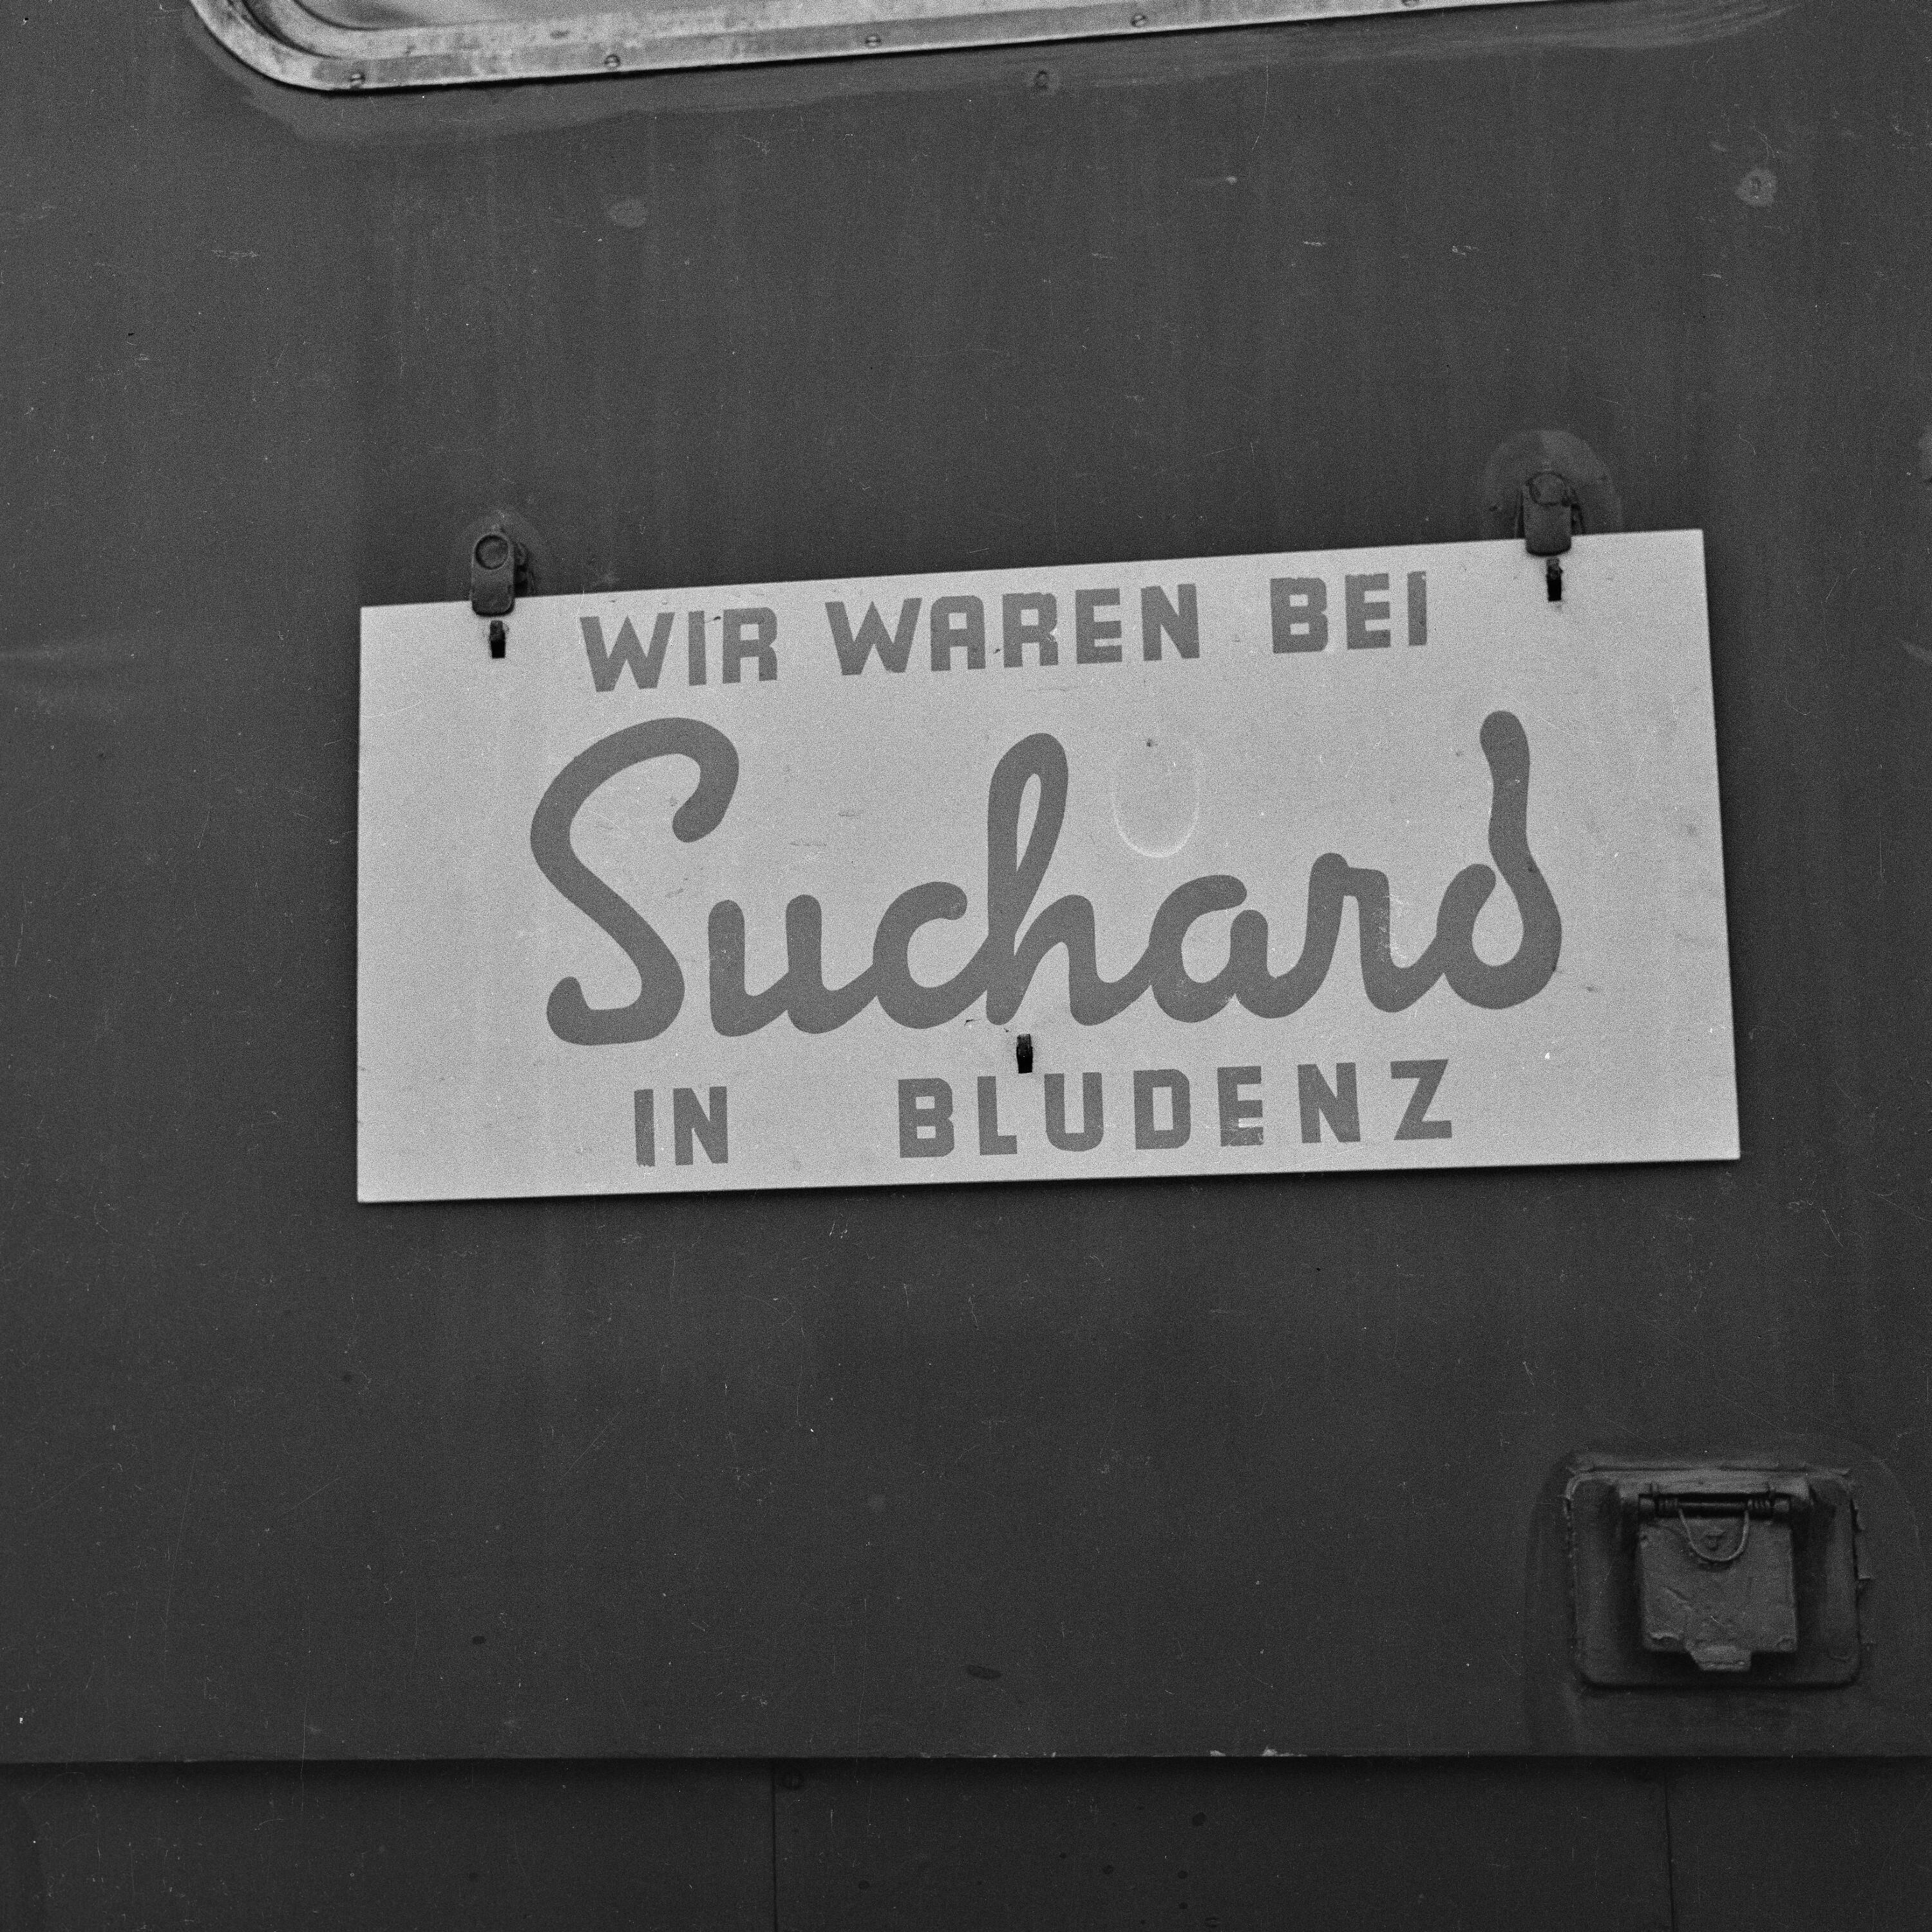 WIR WAREN BEI
Suchard
IN BLUDENZ